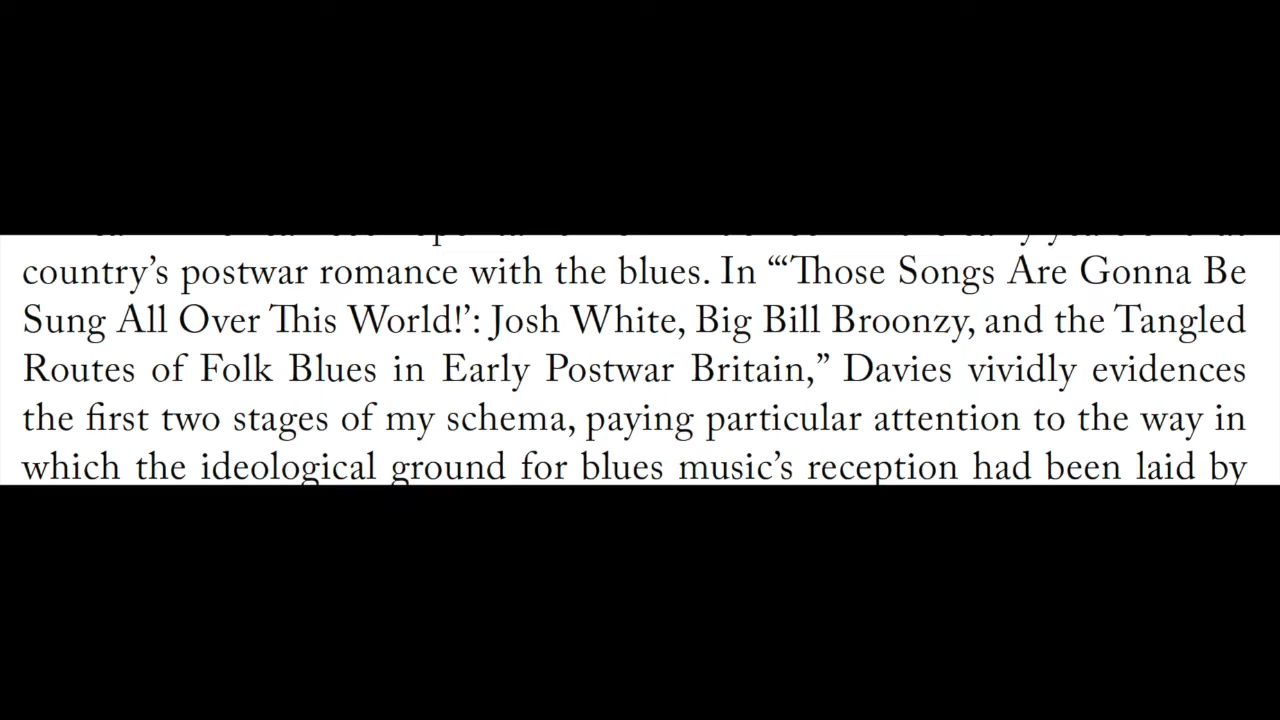 country’s postwar romance with the blues. In “‘Those Songs Are Gonna Be
Sung All Over This World!’: Josh White, Big Bill Broonzy, and the Tangled
Routes of Folk Blues in Early Postwar Britain,” Davies vividly evidences
the first two stages of my schema, paying particular attention to the way in
which the ideological ground for blues music’s reception had been laid by